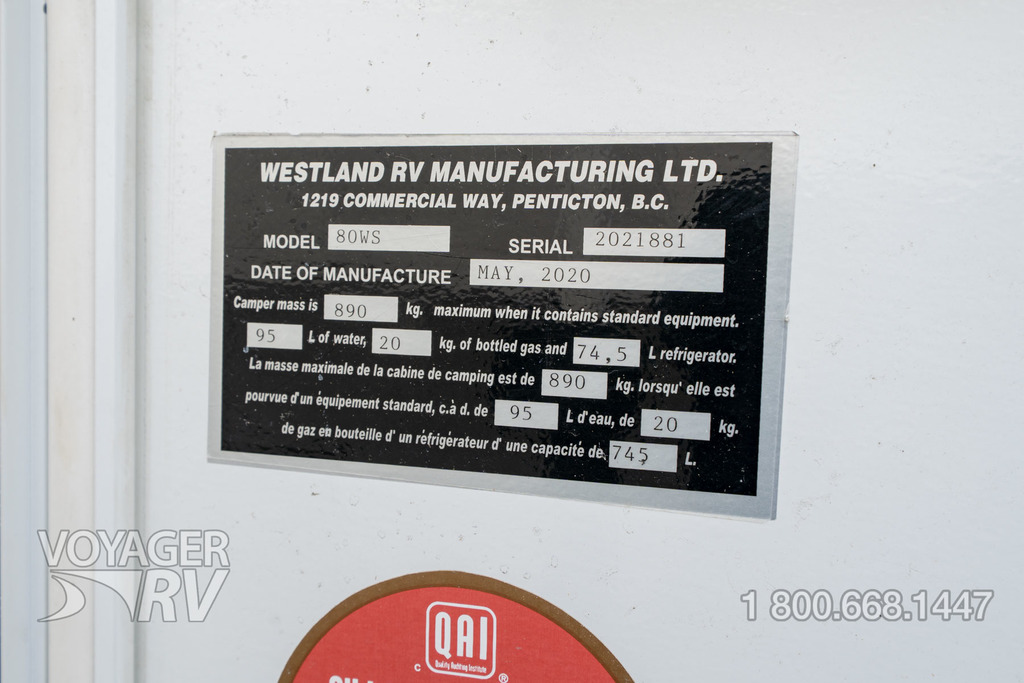 WESTLAND RV MANUFACTURING LTD.
1219 COMMERCIAL WAY, PENTICTON, B.C.
MODEL 80WS SERIAL 2021881
DATE OF MANUFACTURE MAY, 2020
Camper mass is 890 kg. maximum when it contains standard equipment.
95 L of water, 20 kg. of bottled gas and 74,5 L refrigerator.
La masse maximale de la cabine de camping est de 890 kg. lorsqu' elle est
pourvue d'un équipement standard, c.à d. de 95 L d'eau, de 20 kg.
de gaz en bouteille d' un réfrigérateur d' une capacité de 745 L.
VOYAGER
RV
1 800.668.1447
QAI
Quality Auditing Institute
C ®